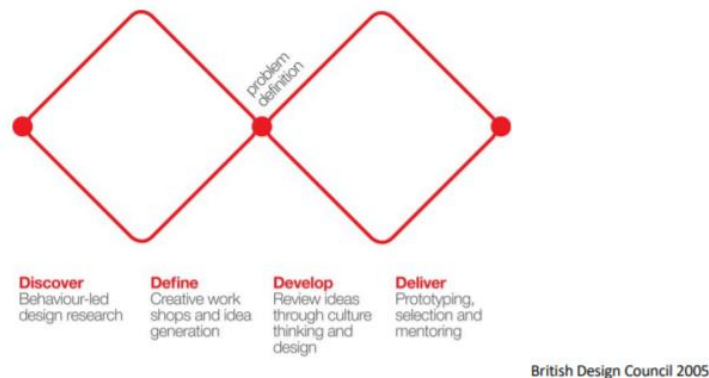 problem
definition
Discover
Behaviour-led
design research
Define
Creative work
shops and idea
generation
Develop
Review ideas
through culture
thinking and
design
Deliver
Prototyping,
selection and
mentoring
British Design Council 2005